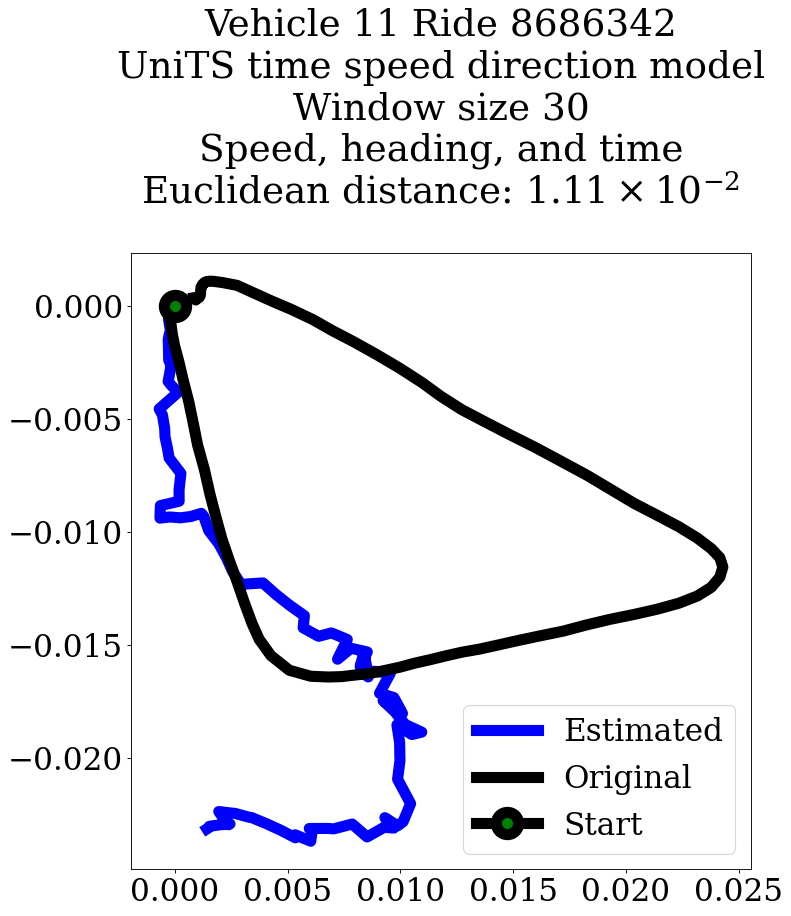 Vehicle 11 Ride 8686342
UniTS time speed direction model
Window size 30
Speed, heading, and time
Euclidean distance: 1.11 × 10⁻²
0.000
−0.005
−0.010
−0.015
−0.020
Estimated
Original
Start
0.000 0.005 0.010 0.015 0.020 0.025